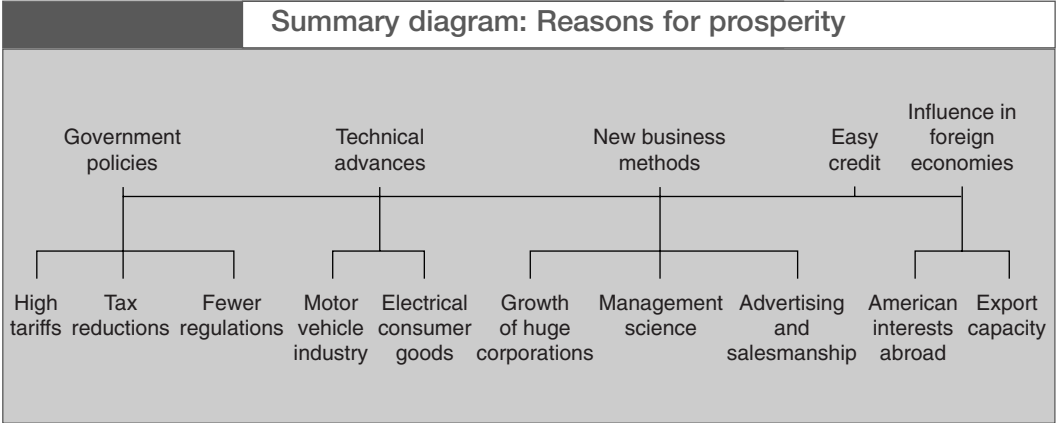 Summary diagram: Reasons for prosperity
Government
policies
Technical
advances
New business
methods
Easy
credit
Influence in
foreign
economies
High
tariffs
Tax
reductions
Fewer
regulations
Motor
vehicle
industry
Electrical
consumer
goods
Growth
of huge
corporations
Management
science
Advertising
and
salesmanship
American
interests
abroad
Export
capacity